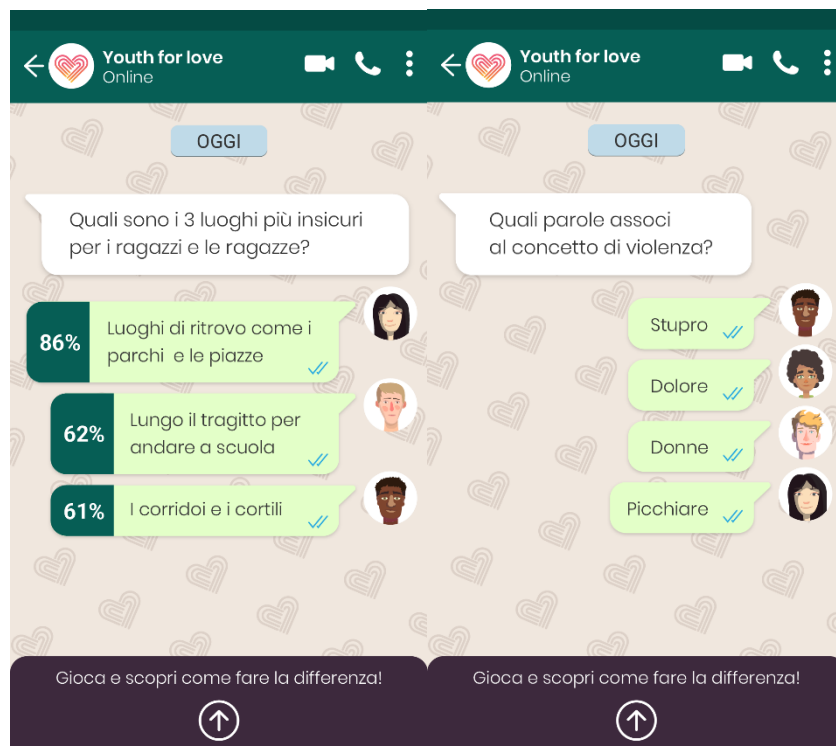 Youth for love
Online
OGGI
Quali sono i 3 luoghi più insicuri
per i ragazzi e le ragazze?
86%
Luoghi di ritrovo come i
parchi e le piazze
62%
Lungo il tragitto per
andare a scuola
61%
I corridoi e i cortili
Gioca e scopri come fare la differenza!
Youth for love
Online
OGGI
Quali parole associ
al concetto di violenza?
Stupro
Dolore
Donne
Picchiare
Gioca e scopri come fare la differenza!